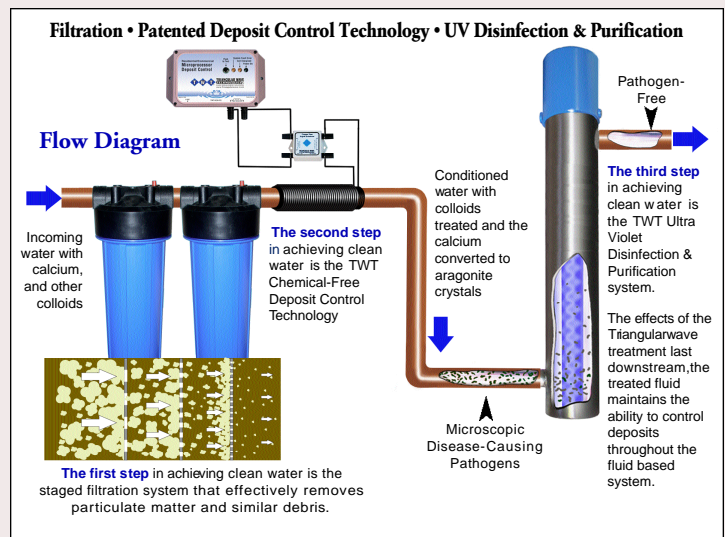 Filtration • Patented Deposit Control Technology • UV Disinfection & Purification
Microprocessor
Deposit Control
TWT
Flow Diagram
Incoming
water with
calcium,
and other
colloids
The second step
in achieving clean
water is the TWT
Chemical-Free
Deposit Control
Technology
Conditioned
water with
colloids
treated and the
calcium
converted to
aragonite
crystals
Pathogen-
Free
The third step
in achieving
clean water is
the TWT Ultra
Violet
Disinfection &
Purification
system.
The effects of the
Triangularwave
treatment last
downstream,the
treated fluid
maintains the
ability to control
deposits
throughout the
fluid based
system.
Microscopic
Disease-Causing
Pathogens
The first step in achieving clean water is the
staged filtration system that effectively removes
particulate matter and similar debris.